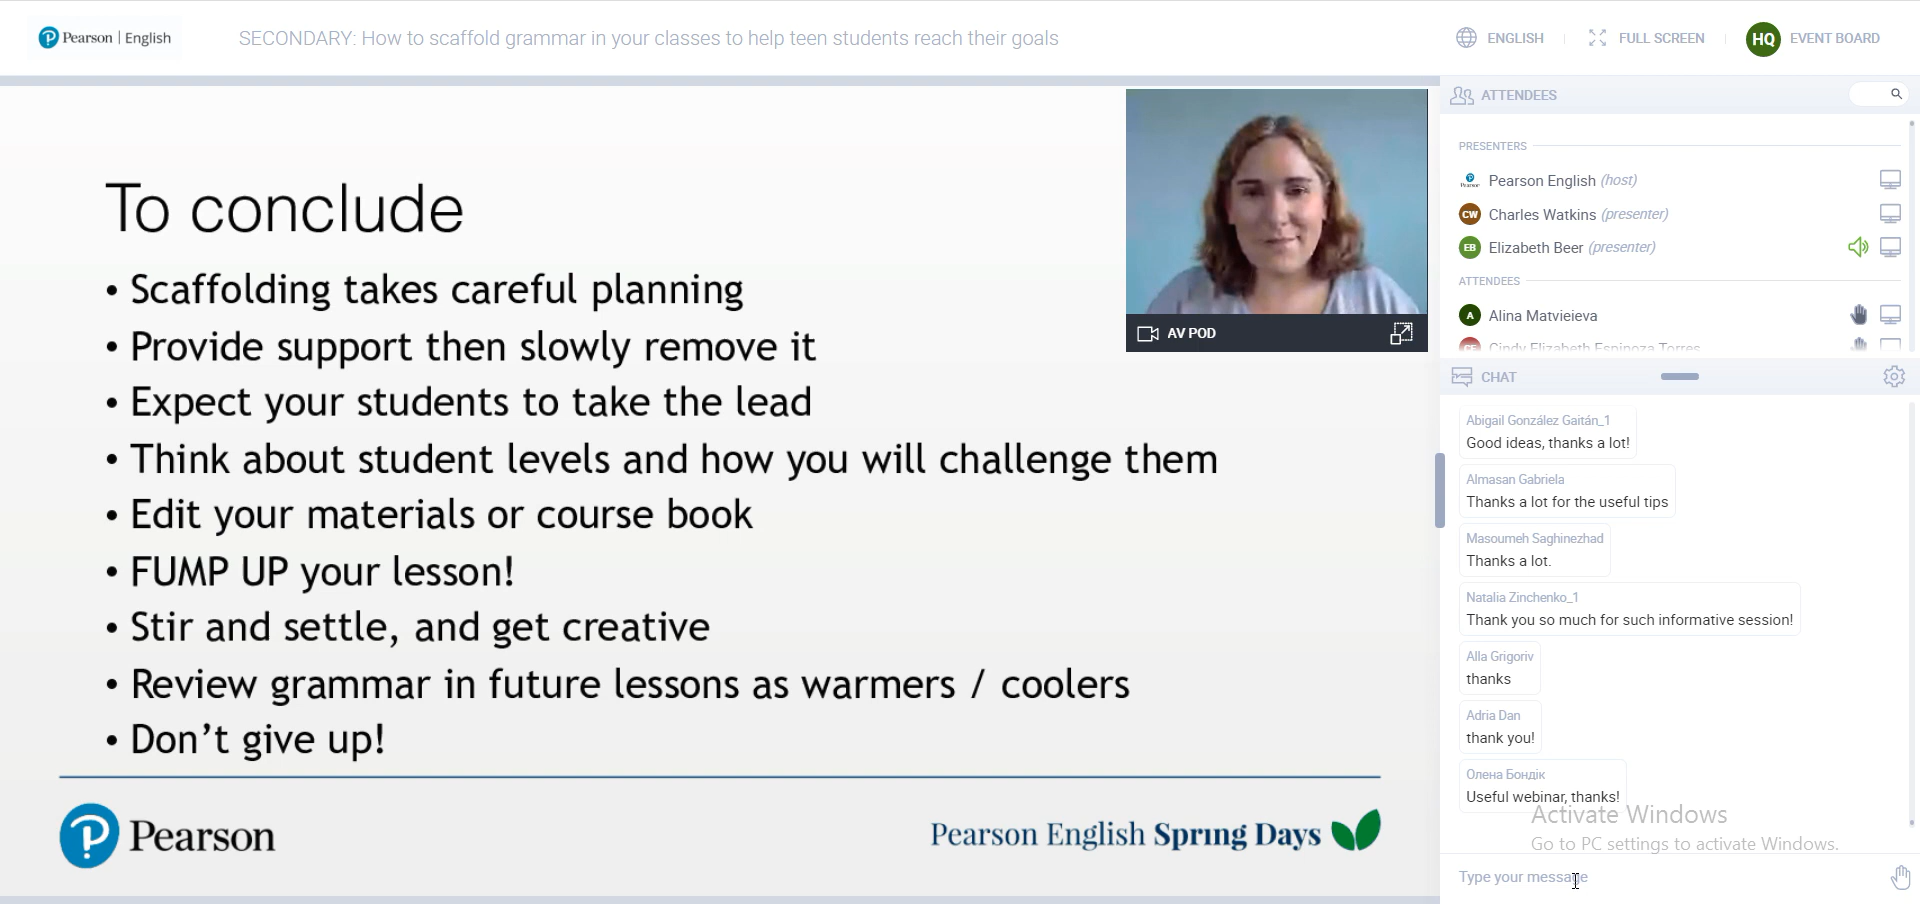 Pearson | English
SECONDARY: How to scaffold grammar in your classes to help teen students reach their goals
ENGLISH
FULL SCREEN
HQ EVENT BOARD
To conclude
• Scaffolding takes careful planning
• Provide support then slowly remove it
• Expect your students to take the lead
• Think about student levels and how you will challenge them
• Edit your materials or course book
• FUMP UP your lesson!
• Stir and settle, and get creative
• Review grammar in future lessons as warmers / coolers
• Don’t give up!
Pearson
Pearson English Spring Days
AV POD
ATTENDEES
PRESENTERS
Pearson English (host)
CW Charles Watkins (presenter)
EB Elizabeth Beer (presenter)
ATTENDEES
A Alina Matvieieva
CE Cindy Elizabeth Espinoza Torres
CHAT
Abigail González Gaitán_1
Good ideas, thanks a lot!
Almasan Gabriela
Thanks a lot for the useful tips
Masoumeh Saghinezhad
Thanks a lot.
Natalia Zinchenko_1
Thank you so much for such informative session!
Alla Grigoriv
thanks
Adria Dan
thank you!
Олена Бондік
Useful webinar, thanks!
Activate Windows
Go to PC settings to activate Windows.
Type your message